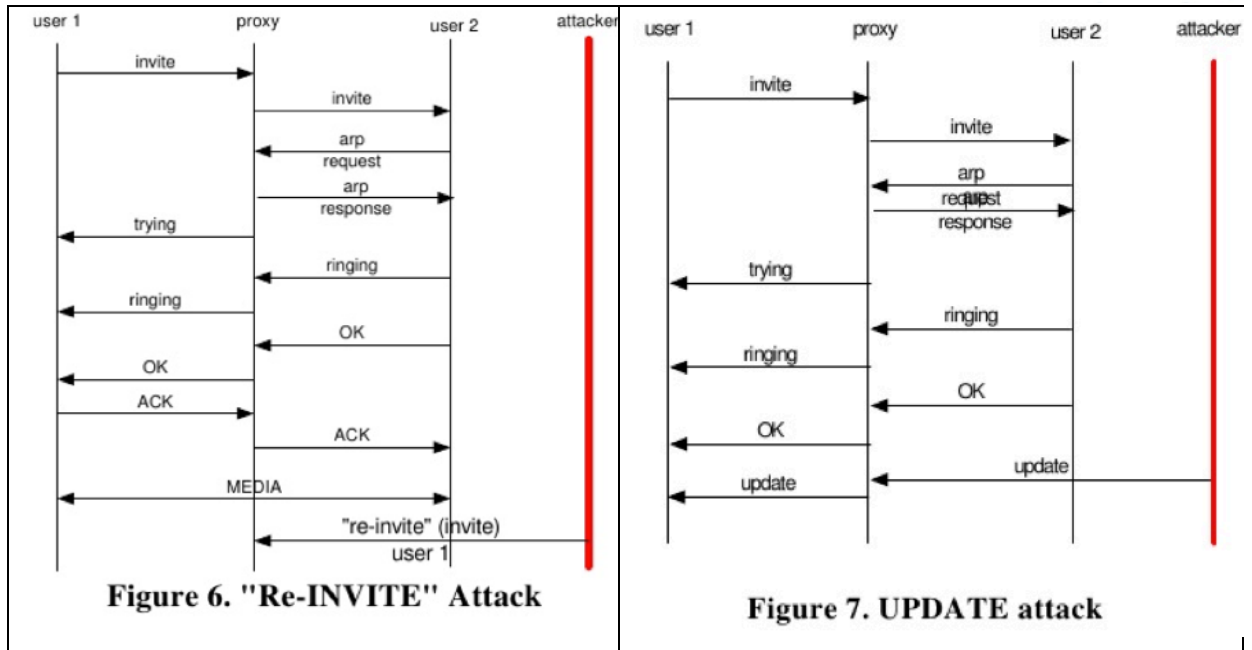 user 1
proxy
user 2
attacker
invite
invite
arp
request
arp
response
trying
ringing
ringing
OK
OK
ACK
ACK
MEDIA
"re-invite" (invite)
user 1
Figure 6. "Re-INVITE" Attack
user 1
proxy
user 2
attacker
invite
invite
arp
request
arp
response
trying
ringing
ringing
OK
OK
update
update
Figure 7. UPDATE attack